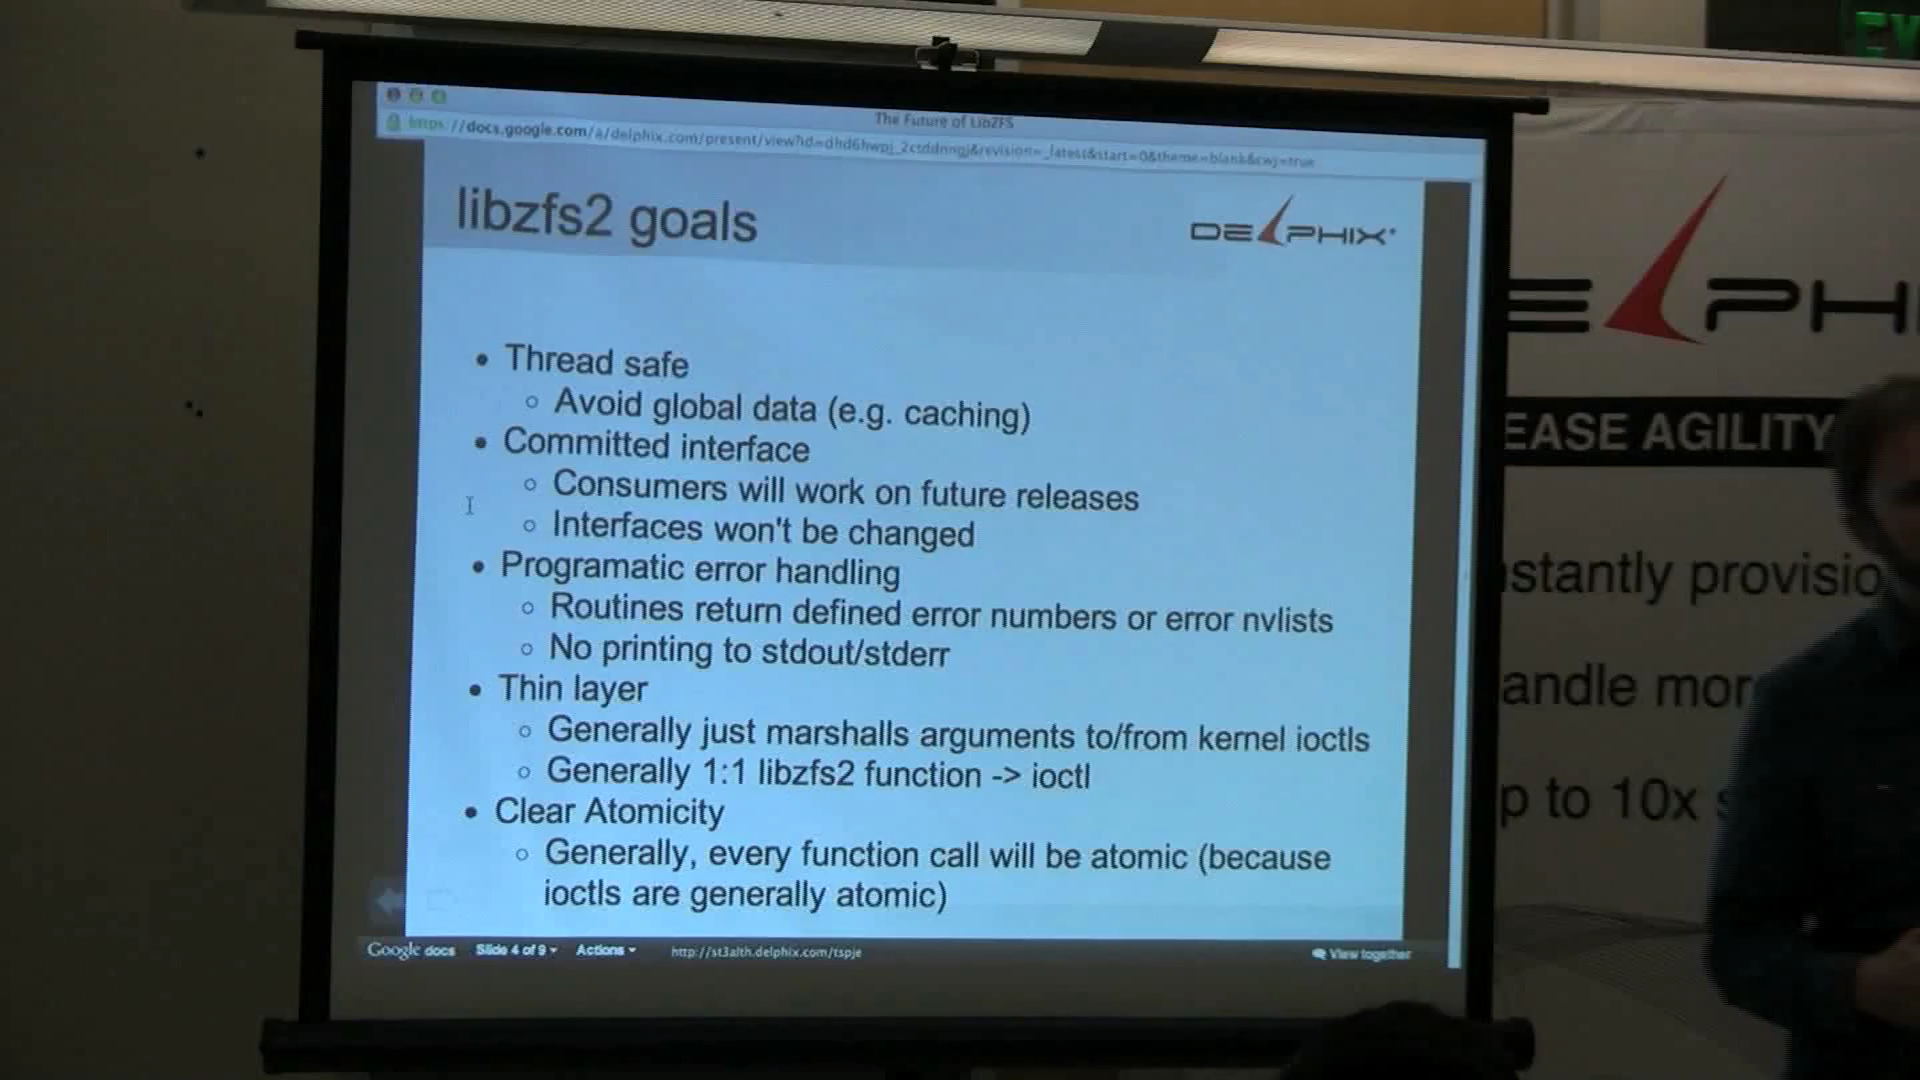 EX
The Future of LibZFS
https://docs.google.com/a/delphix.com/present/view?id=dhd6hwpj_2ctddnngj&revision=_latest&start=0&theme=blank&cwj=true
libzfs2 goals
DELPHIX
• Thread safe
○ Avoid global data (e.g. caching)
• Committed interface
○ Consumers will work on future releases
○ Interfaces won't be changed
• Programatic error handling
○ Routines return defined error numbers or error nvlists
○ No printing to stdout/stderr
• Thin layer
○ Generally just marshalls arguments to/from kernel ioctls
○ Generally 1:1 libzfs2 function -> ioctl
• Clear Atomicity
○ Generally, every function call will be atomic (because
ioctls are generally atomic)
Google docs Slide 4 of 9 Actions http://st3alth.delphix.com/tspje View together
ELPHI
EASE AGILITY
nstantly provisio
andle mor
p to 10x s